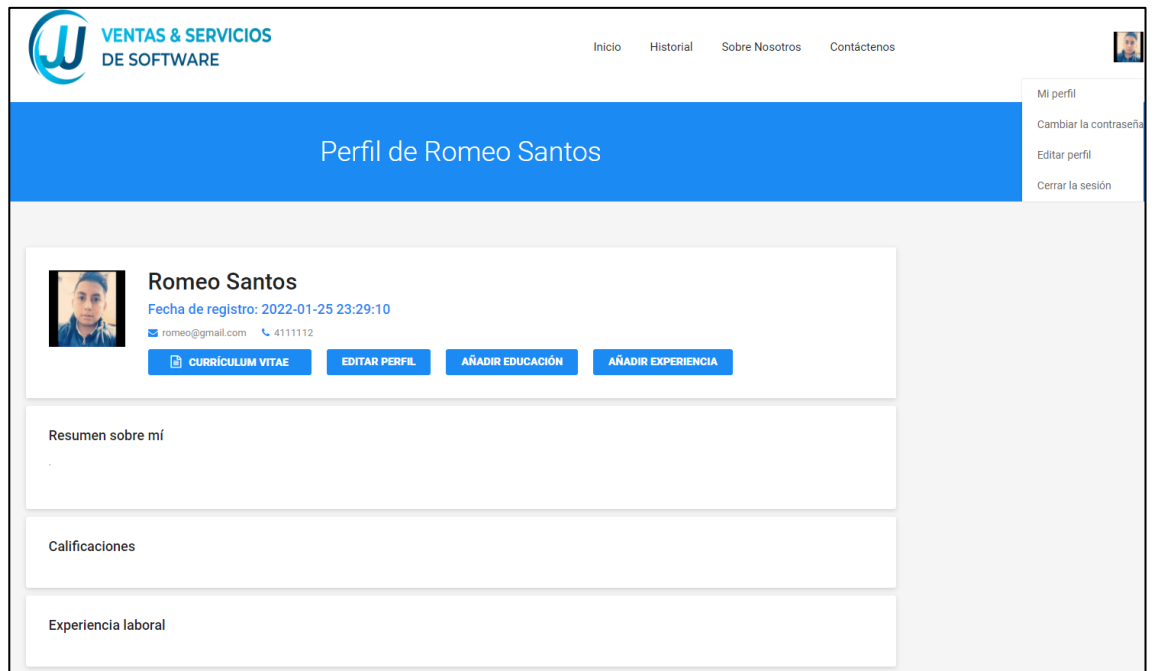 JJ VENTAS & SERVICIOS
DE SOFTWARE
Inicio Historial Sobre Nosotros Contáctenos
Mi perfil
Cambiar la contraseña
Editar perfil
Cerrar la sesión
Perfil de Romeo Santos
Romeo Santos
Fecha de registro: 2022-01-25 23:29:10
romeo@gmail.com 4111112
CURRÍCULUM VITAE EDITAR PERFIL AÑADIR EDUCACIÓN AÑADIR EXPERIENCIA
Resumen sobre mí
.
Calificaciones
Experiencia laboral